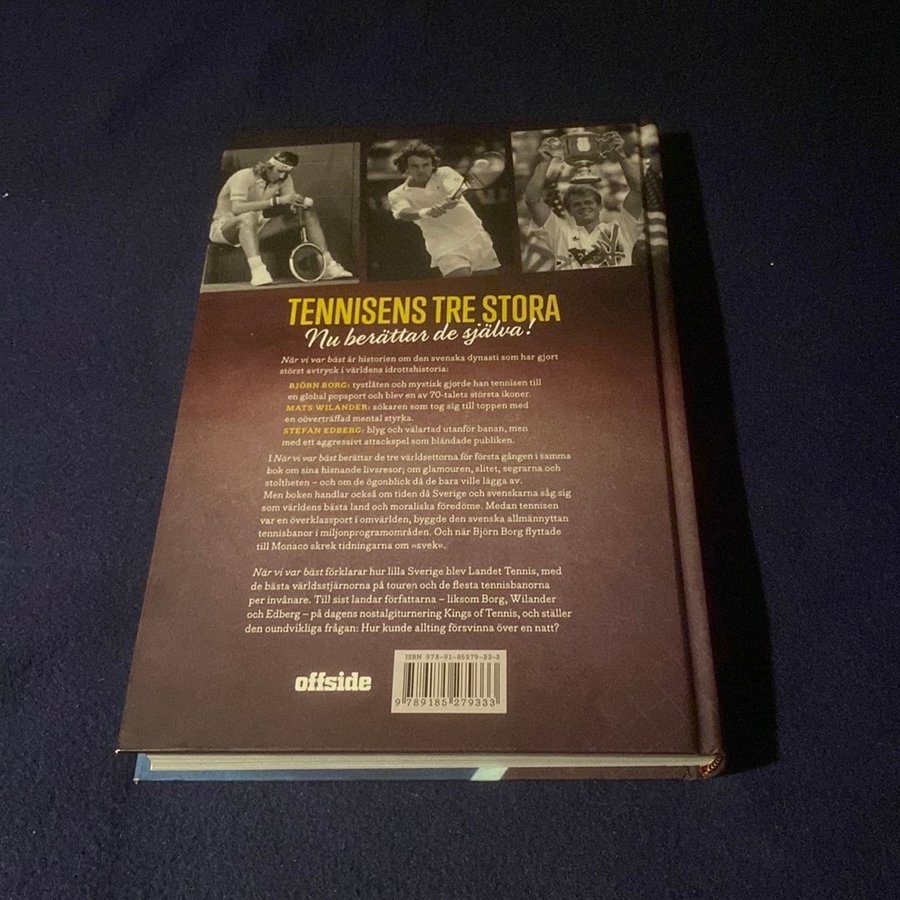 TENNISENS TRE STORA
Nu berättar de själva!
När vi var bäst är historien om den svenska dynasti som har gjort
störst avtryck i världens idrottshistoria:
BJÖRN BORG: tystlåten och mystisk gjorde han tennisen till
en global popsport och blev en av 70-talets största ikoner.
MATS WILANDER: sökaren som tog sig till toppen med
en oöverträffad mental styrka.
STEFAN EDBERG: blyg och välartad utanför banan, men
med ett aggressivt attackspel som bländade publiken.
I När vi var bäst berättar de tre världsettorna för första gången i samma
bok om sina hisnande livsresor; om glamouren, slitet, segrarna och
stoltheten – och om de ögonblick då de bara ville lägga av.
Men boken handlar också om tiden då Sverige och svenskarna såg sig
som världens bästa land och moraliska föredöme. Medan tennisen
var en överklassport i omvärlden, byggde den svenska allmännyttan
tennisbanor i miljonprogramområden. Och när Björn Borg flyttade
till Monaco skrek tidningarna om »svek«.
När vi var bäst förklarar hur lilla Sverige blev Landet Tennis, med
de bästa världsstjärnorna på touren och de flesta tennisbanorna
per invånare. Till sist landar författarna – liksom Borg, Wilander
och Edberg – på dagens nostalgiturnering Kings of Tennis, och ställer
den oundvikliga frågan: Hur kunde allting försvinna över en natt?
offside
ISBN 978-91-85279-33-3
9 789185 279333